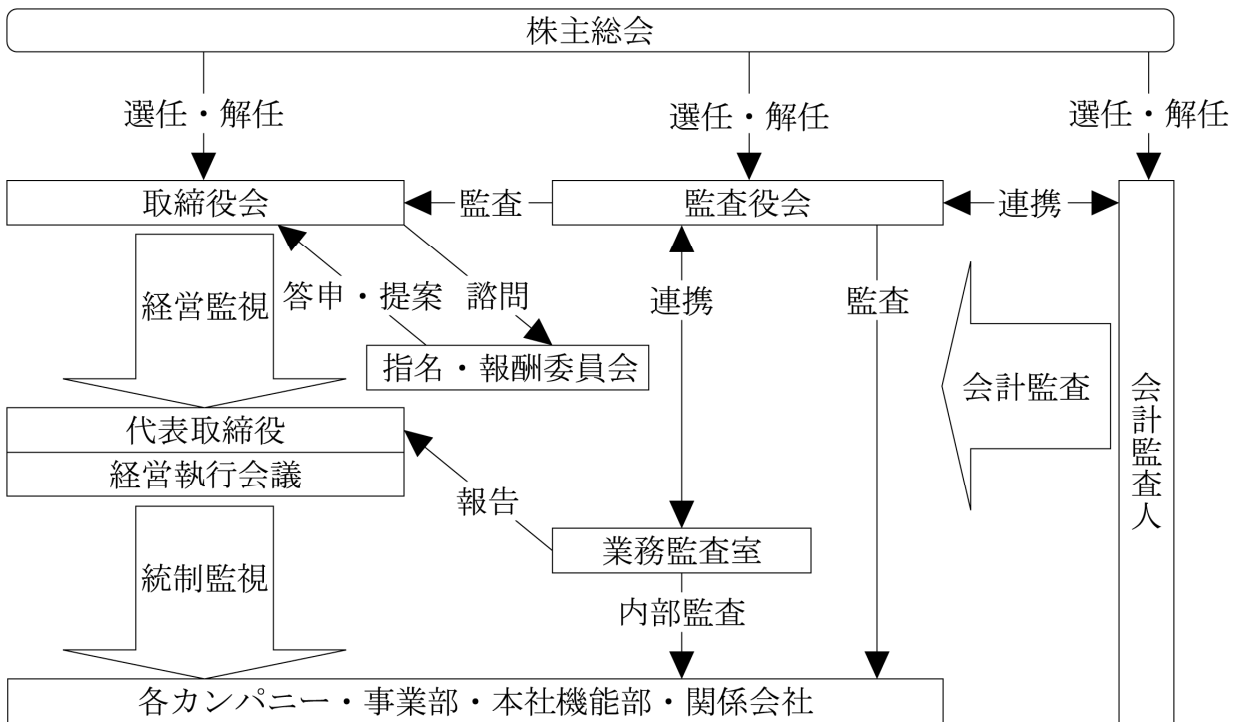 株主総会
選任・解任
選任・解任
選任・解任
取締役会
監査
監査役会
連携
経営監視
答申・提案
諮問
連携
監査
指名・報酬委員会
会計監査
会計監査人
代表取締役
経営執行会議
報告
業務監査室
統制監視
内部監査
各カンパニー・事業部・本社機能部・関係会社